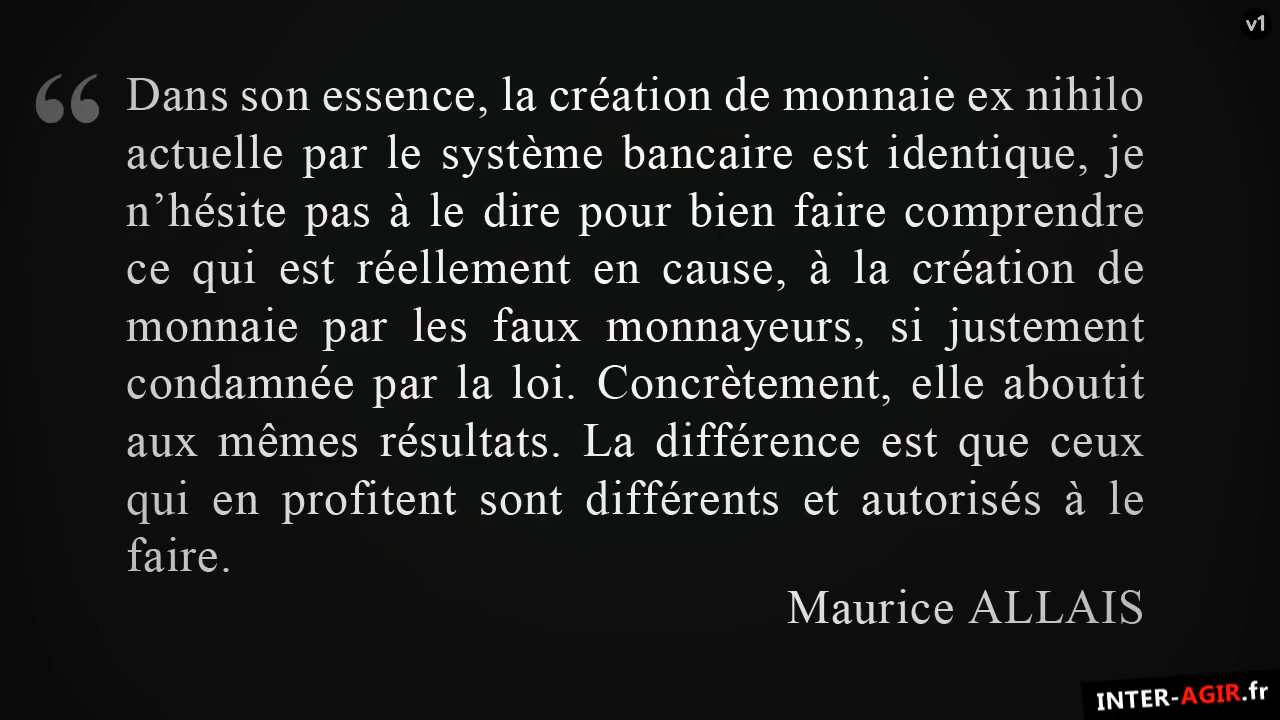 v1
“ Dans son essence, la création de monnaie ex nihilo
actuelle par le système bancaire est identique, je
n’hésite pas à le dire pour bien faire comprendre
ce qui est réellement en cause, à la création de
monnaie par les faux monnayeurs, si justement
condamnée par la loi. Concrètement, elle aboutit
aux mêmes résultats. La différence est que ceux
qui en profitent sont différents et autorisés à le
faire.
Maurice ALLAIS
INTER-AGIR.fr